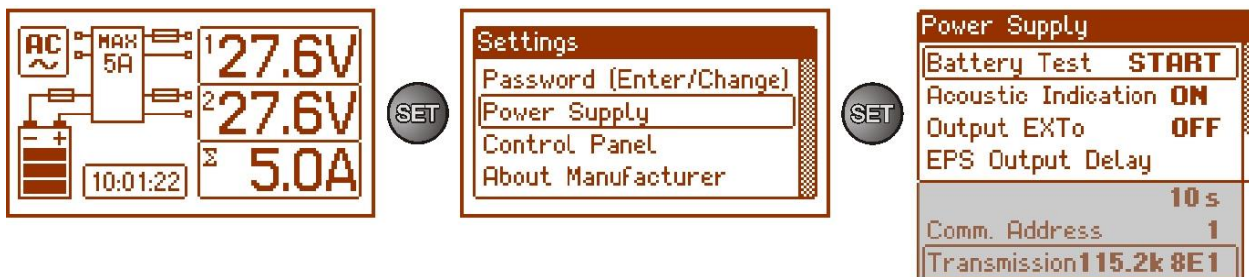 AC
MAX
5A
1 27.6V
2 27.6V
Σ 5.0A
- +
10:01:22
SET
Settings
Password (Enter/Change)
Power Supply
Control Panel
About Manufacturer
SET
Power Supply
Battery Test START
Acoustic Indication ON
Output EXTo OFF
EPS Output Delay
10 s
Comm. Address 1
Transmission 115.2k 8E1